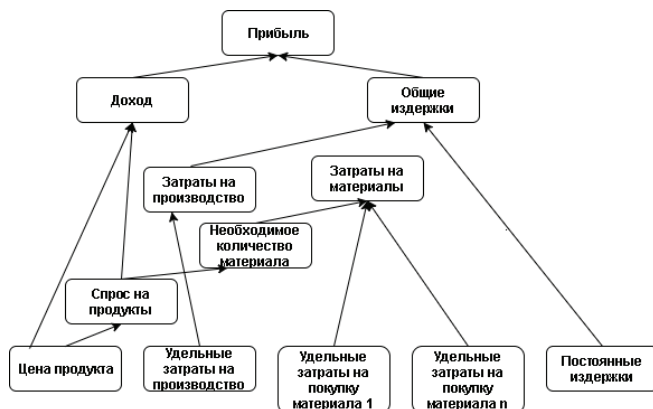 Прибыль
Доход
Общие
издержки
Затраты на
производство
Затраты на
материалы
Необходимое
количество
материала
Спрос на
продукты
Цена продукта
Удельные
затраты на
производство
Удельные
затраты на
покупку
материала 1
Удельные
затраты на
покупку
материала n
Постоянные
издержки